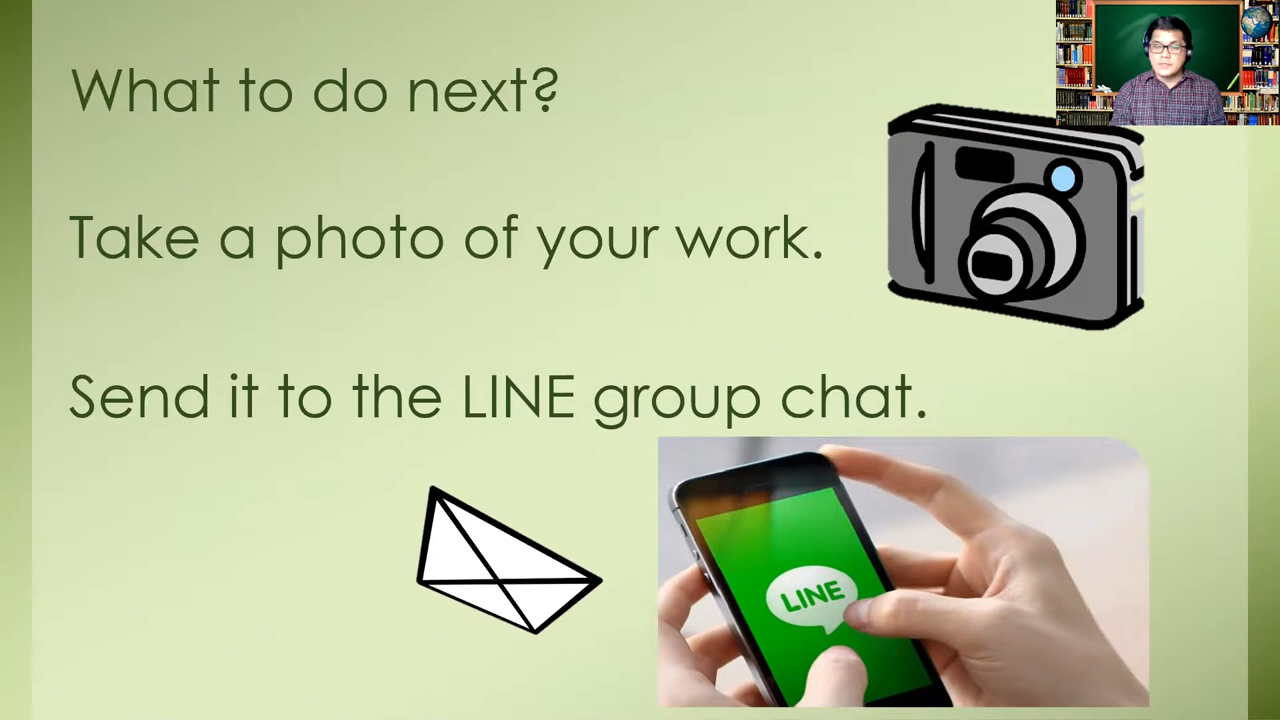 What to do next?
Take a photo of your work.
Send it to the LINE group chat.
LINE